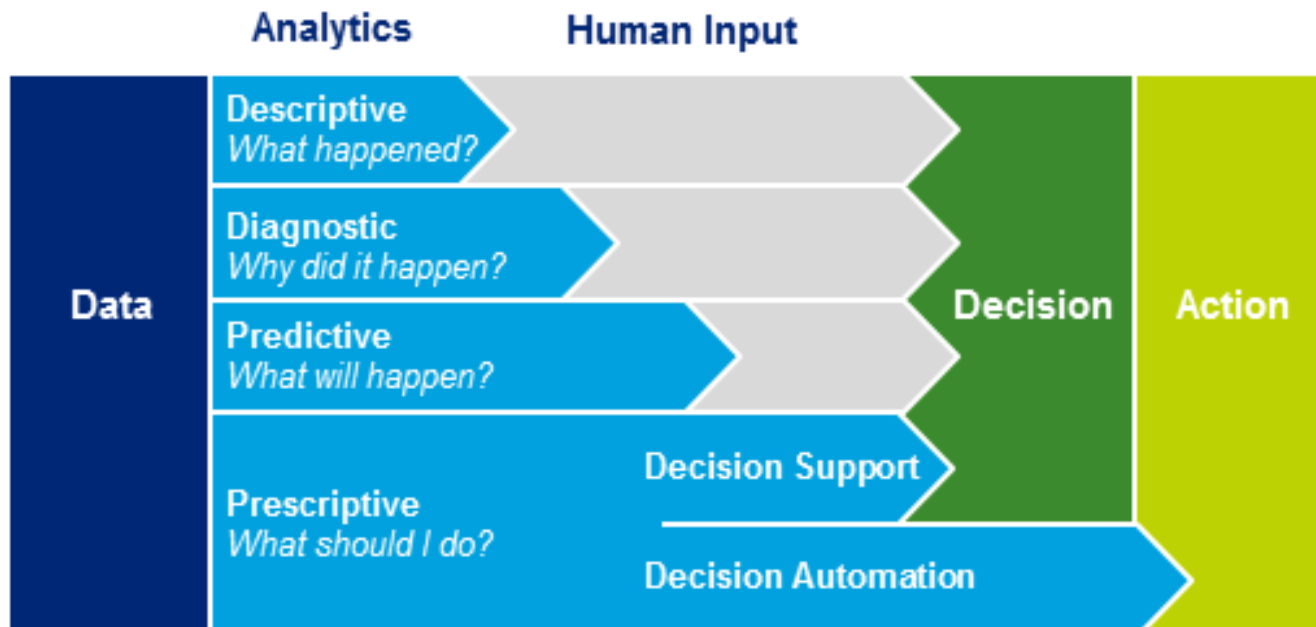 Analytics
Human Input
Data
Descriptive
What happened?
Diagnostic
Why did it happen?
Predictive
What will happen?
Prescriptive
What should I do?
Decision Support
Decision Automation
Decision
Action